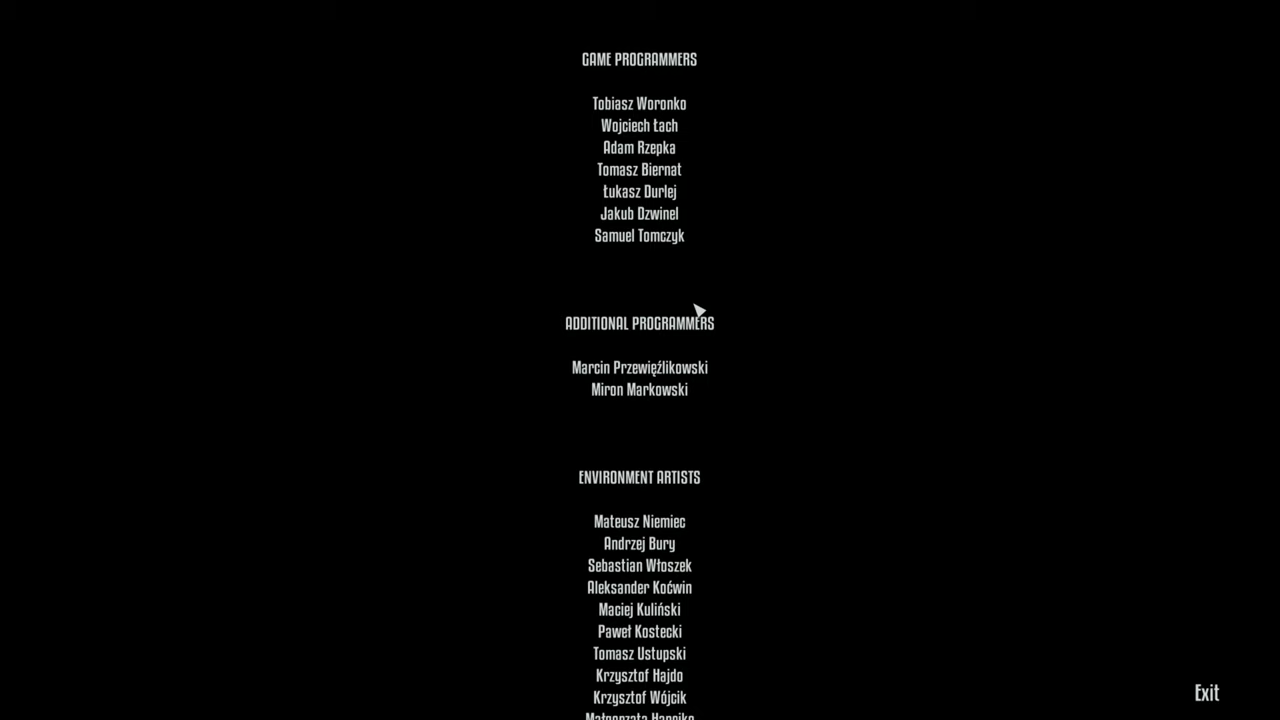 GAME PROGRAMMERS
Tobiasz Woronko
Wojciech Łach
Adam Rzepka
Tomasz Biernat
Łukasz Durlej
Jakub Dzwinel
Samuel Tomczyk
ADDITIONAL PROGRAMMERS
Marcin Przewięźlikowski
Miron Markowski
ENVIRONMENT ARTISTS
Mateusz Niemiec
Andrzej Bury
Sebastian Włoszek
Aleksander Koćwin
Maciej Kuliński
Paweł Kostecki
Tomasz Ustupski
Krzysztof Hajdo
Krzysztof Wójcik
Małgorzata
Exit